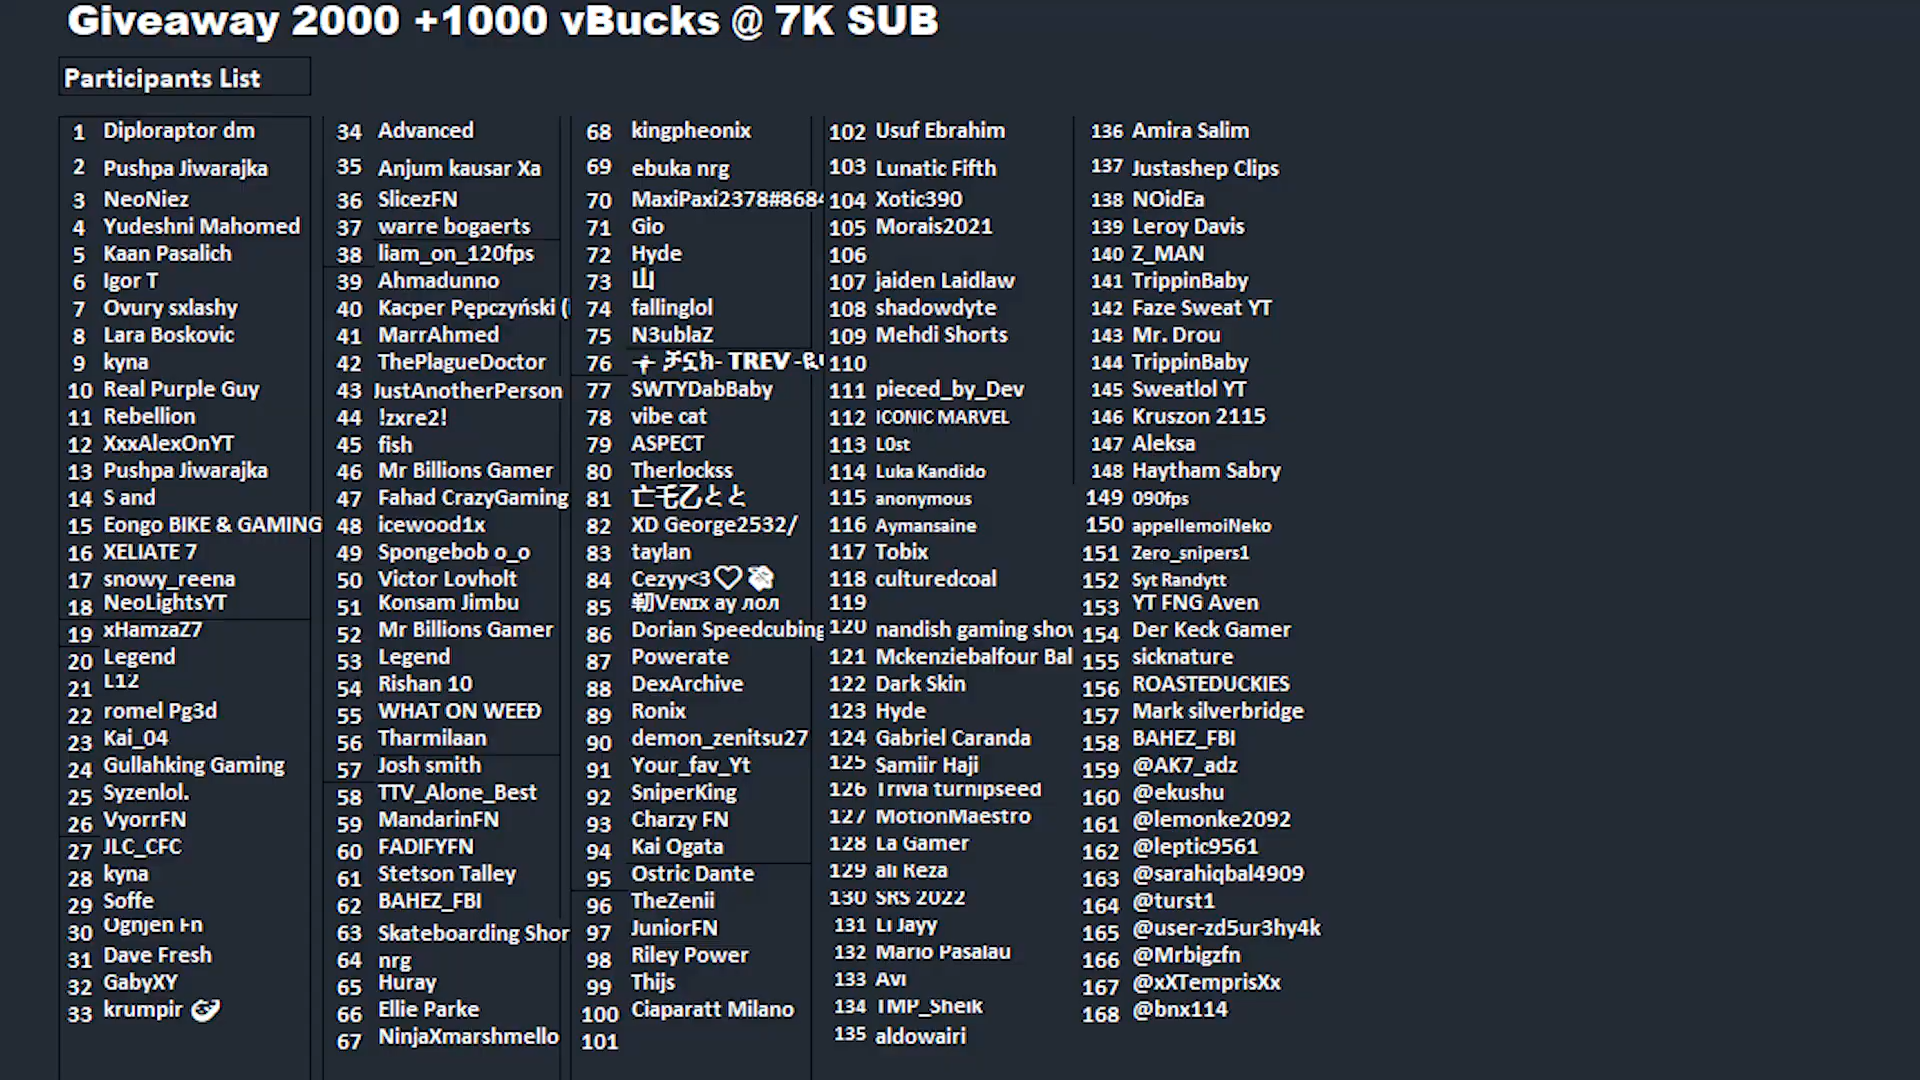 Giveaway 2000 +1000 vBucks @ 7K SUB
Participants List
1 Diploraptor dm
2 Pushpa Jiwarajka
3 NeoNiez
4 Yudeshni Mahomed
5 Kaan Pasalich
6 Igor T
7 Ovury sxlashy
8 Lara Boskovic
9 kyna
10 Real Purple Guy
11 Rebellion
12 XxxAlexOnYT
13 Pushpa Jiwarajka
14 S and
15 Eongo BIKE & GAMING
16 XELIATE 7
17 snowy_reena
18 NeoLightsYT
19 xHamzaZ7
20 Legend
21 L12
22 romel Pg3d
23 Kai_04
24 Gullahking Gaming
25 Syzenlol.
26 VyorrFN
27 JLC_CFC
28 kyna
29 Soffe
30 Ognjen Fn
31 Dave Fresh
32 GabyXY
33 krumpir
34 Advanced
35 Anjum kausar Xa
36 SlicezFN
37 warre bogaerts
38 liam_on_120fps
39 Ahmadunno
40 Kacper Pępczyński (
41 MarrAhmed
42 ThePlagueDoctor
43 JustAnotherPerson
44 !zxre2!
45 fish
46 Mr Billions Gamer
47 Fahad CrazyGaming
48 icewood1x
49 Spongebob o_o
50 Victor Lovholt
51 Konsam Jimbu
52 Mr Billions Gamer
53 Legend
54 Rishan 10
55 WHAT ON WEEĐ
56 Tharmilaan
57 Josh smith
58 TTV_Alone_Best
59 MandarinFN
60 FADIFYFN
61 Stetson Talley
62 BAHEZ_FBI
63 Skateboarding Shor
64 nrg
65 Huray
66 Ellie Parke
67 NinjaXmarshmello
68 kingpheonix
69 ebuka nrg
70 MaxiPaxi2378#8684
71 Gio
72 Hyde
73 山
74 fallinglol
75 N3ublaZ
76 - TREV -
77 SWTYDabBaby
78 vibe cat
79 ASPECT
80 Therlockss
81 亡毛乙とと
82 XD George2532/
83 taylan
84 Cezyy<3♡
85 Vᴇɴɪx ay лол
86 Dorian Speedcubing
87 Powerate
88 DexArchive
89 Ronix
90 demon_zenitsu27
91 Your_fav_Yt
92 SniperKing
93 Charzy FN
94 Kai Ogata
95 Ostric Dante
96 TheZenii
97 JuniorFN
98 Riley Power
99 Thijs
100 Ciaparatt Milano
101
102 Usuf Ebrahim
103 Lunatic Fifth
104 Xotic390
105 Morais2021
106
107 jaiden Laidlaw
108 shadowdyte
109 Mehdi Shorts
110
111 pieced_by_Dev
112 ICONIC MARVEL
113 L0st
114 Luka Kandido
115 anonymous
116 Aymansaine
117 Tobix
118 culturedcoal
119
120 nandish gaming shov
121 Mckenziebalfour Bal
122 Dark Skin
123 Hyde
124 Gabriel Caranda
125 Samiir Haji
126 Trivia turnipseed
127 MotionMaestro
128 La Gamer
129 ali Reza
130 SRS 2022
131 Li Jayy
132 Mario Pasalau
133 Avi
134 TMP_Sheik
135 aldowairi
136 Amira Salim
137 Justashep Clips
138 NOidEa
139 Leroy Davis
140 Z_MAN
141 TrippinBaby
142 Faze Sweat YT
143 Mr. Drou
144 TrippinBaby
145 Sweatlol YT
146 Kruszon 2115
147 Aleksa
148 Haytham Sabry
149 090fps
150 appellemoiNeko
151 Zero_snipers1
152 Syt Randytt
153 YT FNG Aven
154 Der Keck Gamer
155 sicknature
156 ROASTEDUCKIES
157 Mark silverbridge
158 BAHEZ_FBI
159 @AK7_adz
160 @ekushu
161 @lemonke2092
162 @leptic9561
163 @sarahiqbal4909
164 @turst1
165 @user-zd5ur3hy4k
166 @Mrbigzfn
167 @xXTemprisXx
168 @bnx114